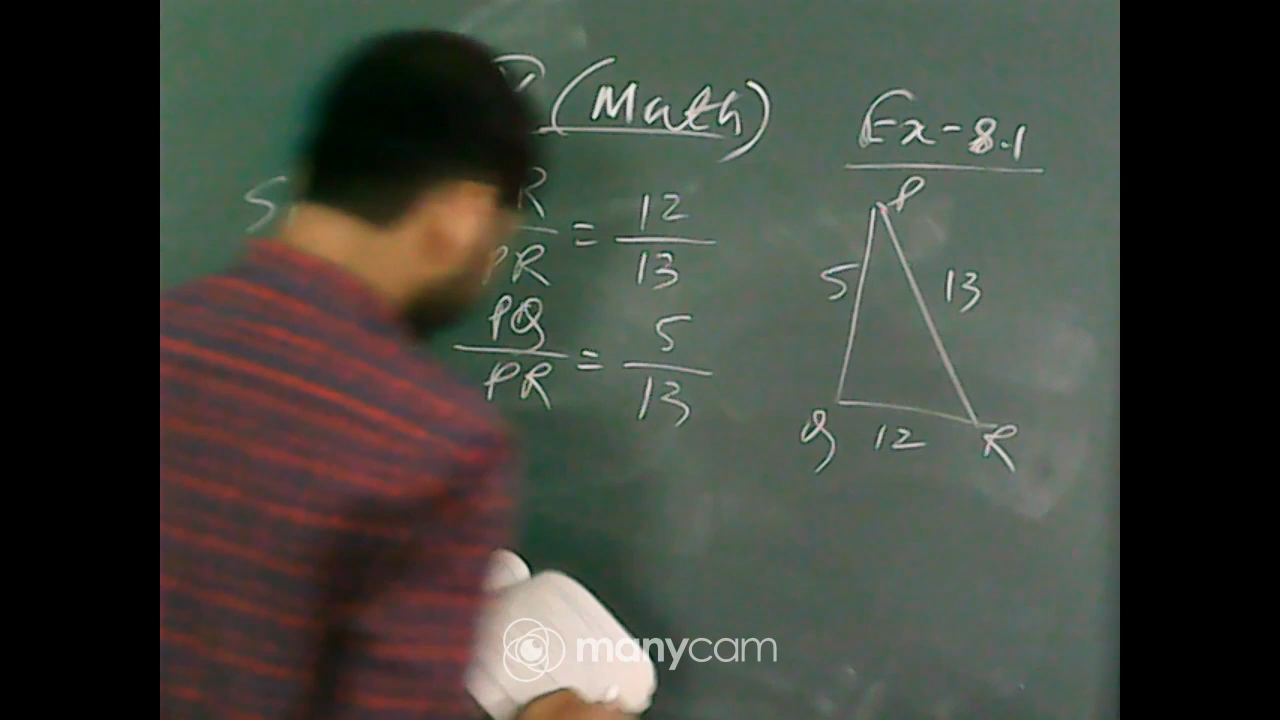 (Math)
Ex-8.1
P
S
R
PR
=
12
13
5
13
PQ
PR
=
5
13
Q
12
R
manycam